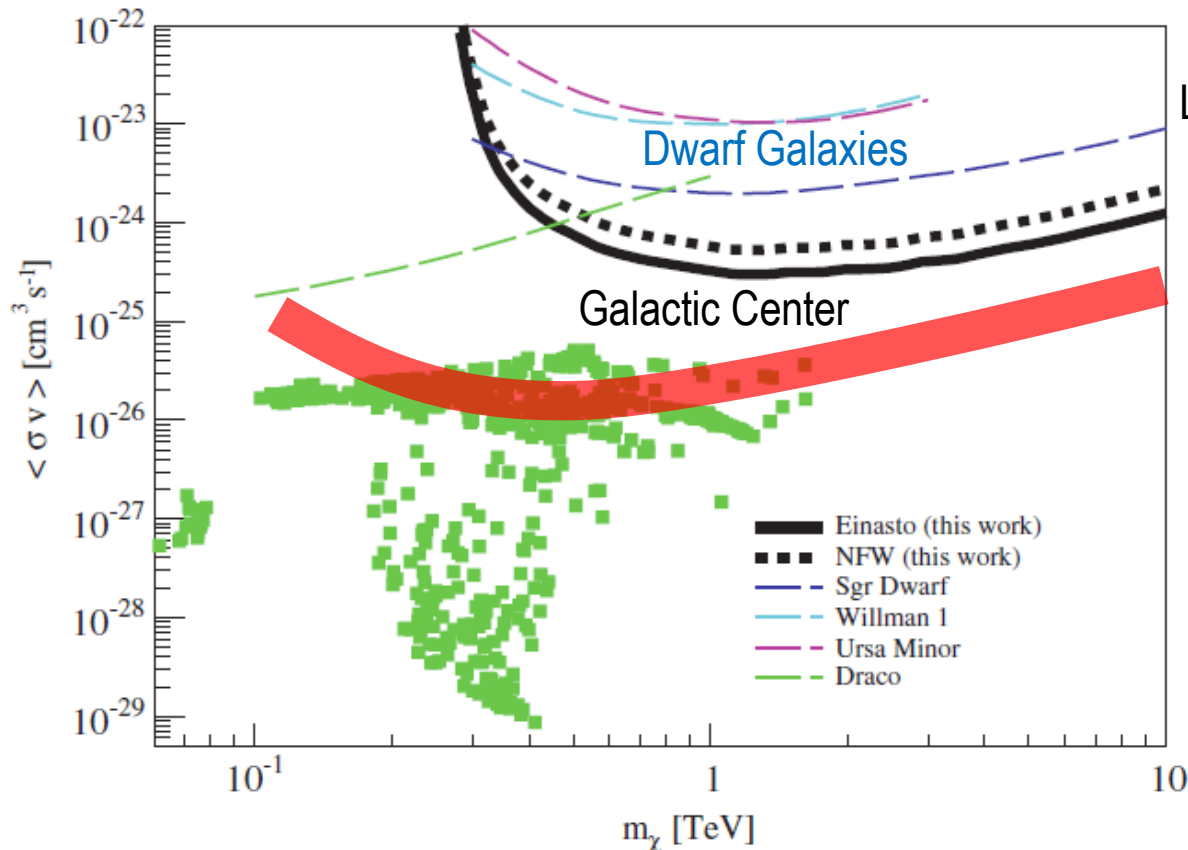 10⁻²²
10⁻²³
10⁻²⁴
10⁻²⁵
10⁻²⁶
10⁻²⁷
10⁻²⁸
10⁻²⁹
< σ v > [cm³ s⁻¹]
L
Dwarf Galaxies
Galactic Center
Einasto (this work)
NFW (this work)
Sgr Dwarf
Willman 1
Ursa Minor
Draco
10⁻¹ 1 10
mχ [TeV]